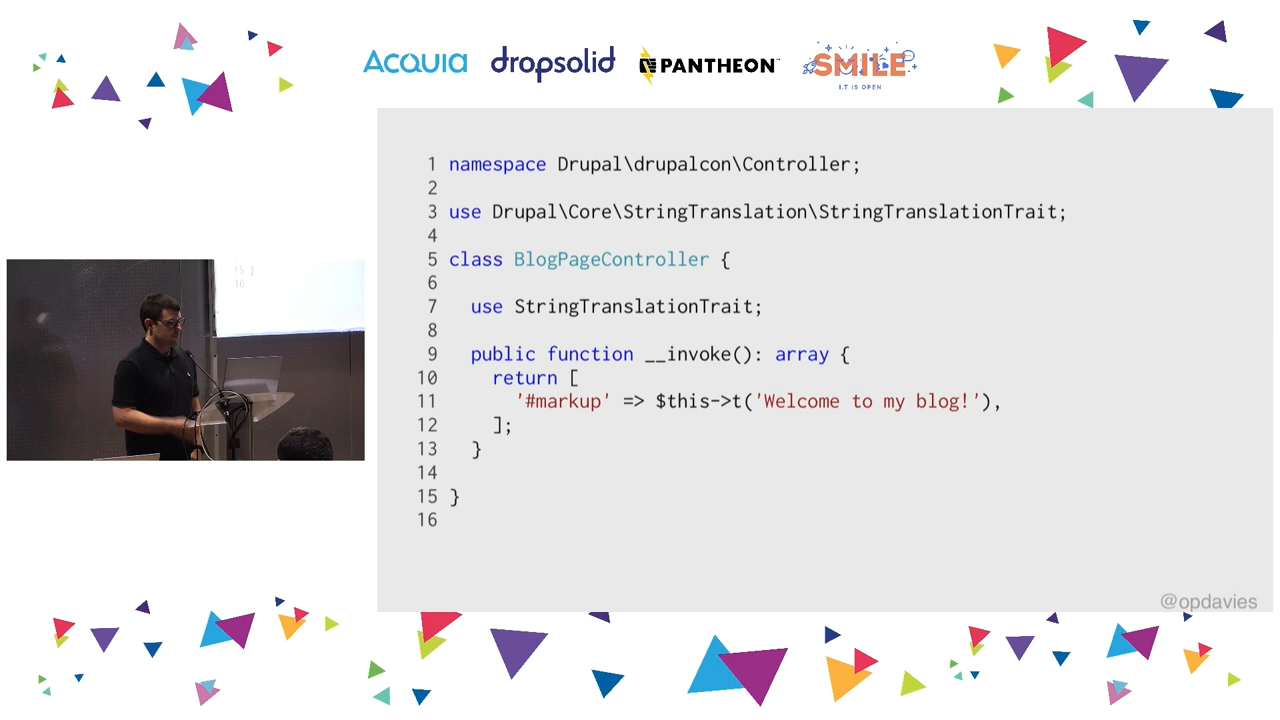 ACQUIA dropsolid PANTHEON SMILE
I.T IS OPEN
1 namespace Drupal\drupalcon\Controller;
2
3 use Drupal\Core\StringTranslation\StringTranslationTrait;
4
5 class BlogPageController {
6
7   use StringTranslationTrait;
8
9   public function __invoke(): array {
10     return [
11       '#markup' => $this->t('Welcome to my blog!'),
12     ];
13   }
14
15 }
16
15 }
16
@opdavies